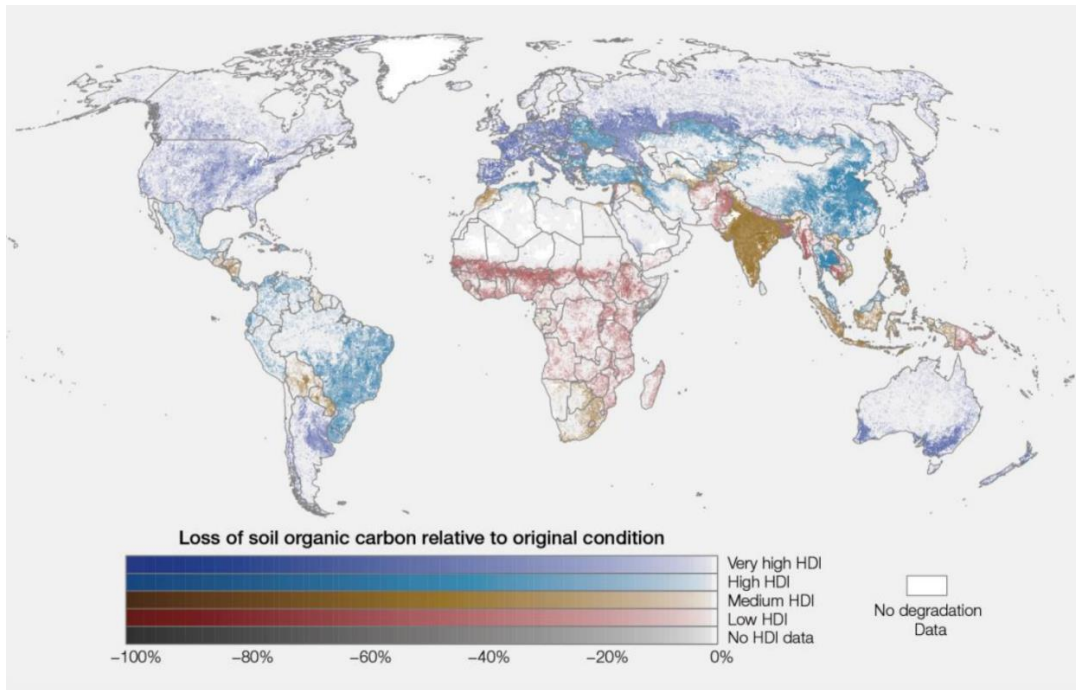 Loss of soil organic carbon relative to original condition
Very high HDI
High HDI
Medium HDI
Low HDI
No HDI data
−100%
−80%
−60%
−40%
−20%
0%
No degradation
Data